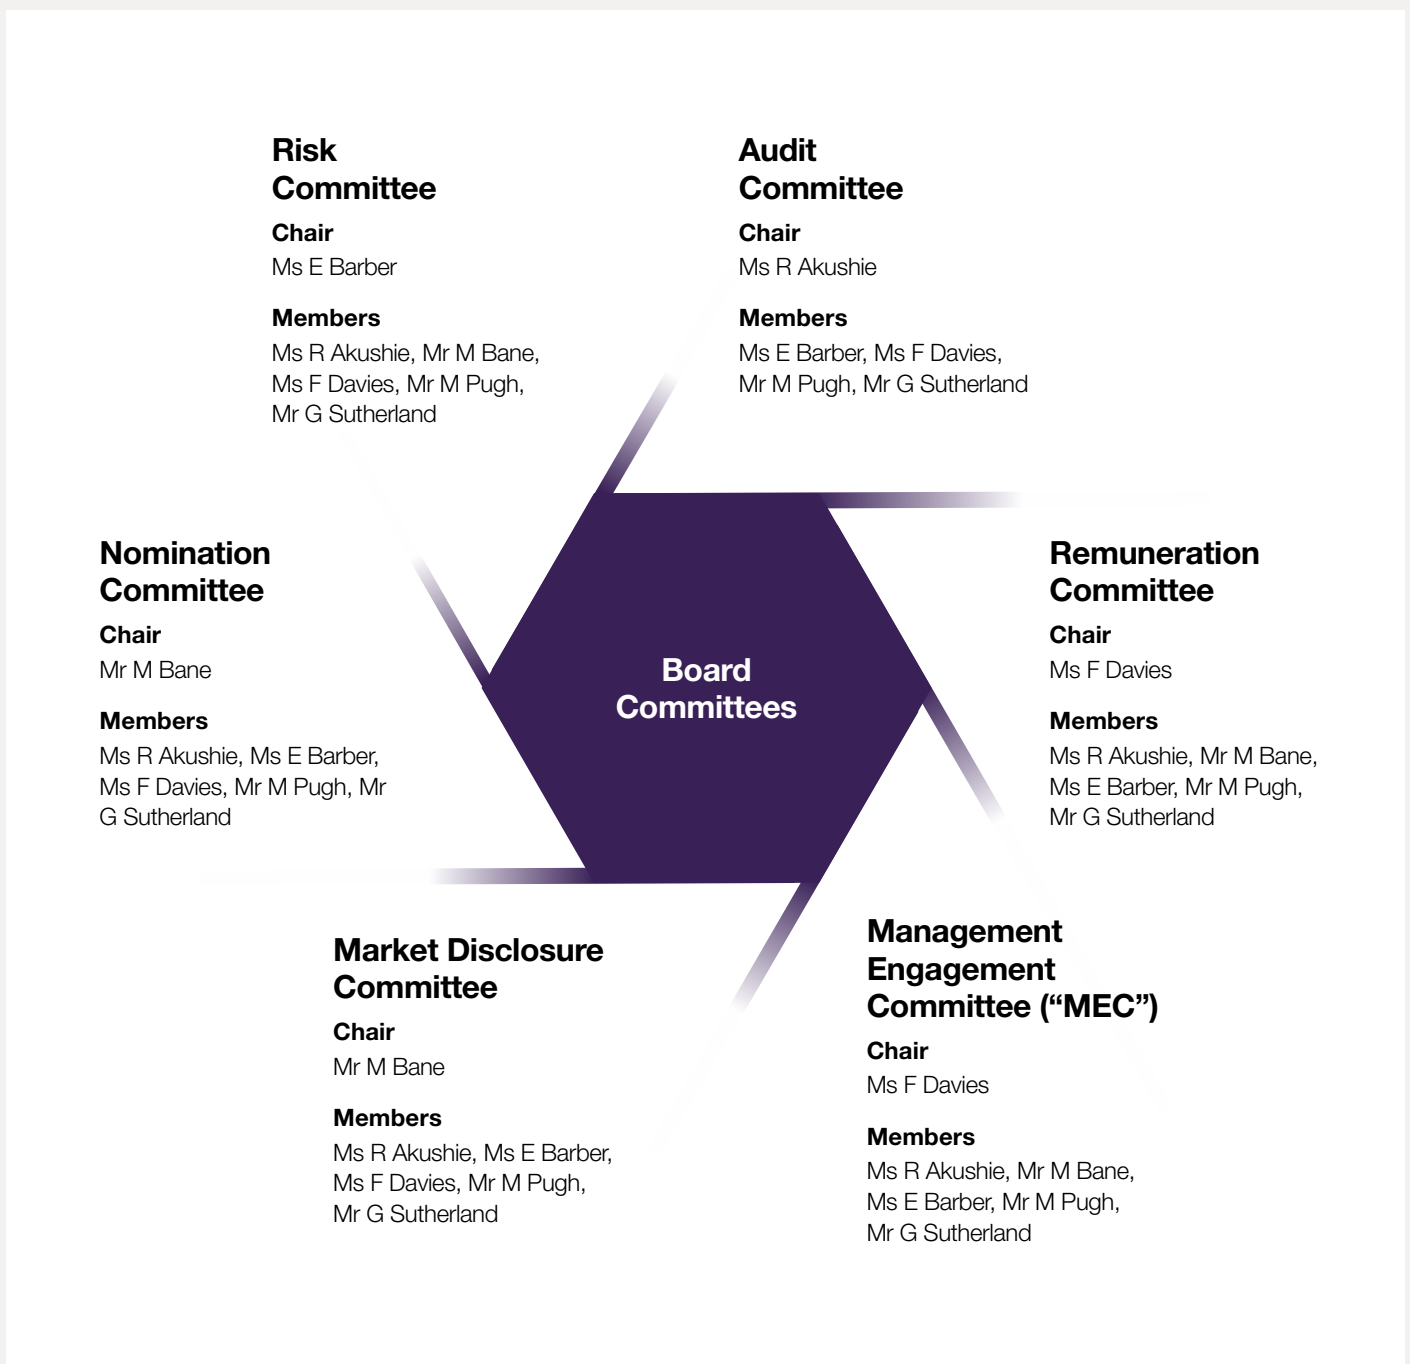 Risk
Committee
Chair
Ms E Barber
Members
Ms R Akushie, Mr M Bane,
Ms F Davies, Mr M Pugh,
Mr G Sutherland
Audit
Committee
Chair
Ms R Akushie
Members
Ms E Barber, Ms F Davies,
Mr M Pugh, Mr G Sutherland
Nomination
Committee
Chair
Mr M Bane
Members
Ms R Akushie, Ms E Barber,
Ms F Davies, Mr M Pugh, Mr
G Sutherland
Board
Committees
Remuneration
Committee
Chair
Ms F Davies
Members
Ms R Akushie, Mr M Bane,
Ms E Barber, Mr M Pugh,
Mr G Sutherland
Market Disclosure
Committee
Chair
Mr M Bane
Members
Ms R Akushie, Ms E Barber,
Ms F Davies, Mr M Pugh,
Mr G Sutherland
Management
Engagement
Committee (“MEC”)
Chair
Ms F Davies
Members
Ms R Akushie, Mr M Bane,
Ms E Barber, Mr M Pugh,
Mr G Sutherland